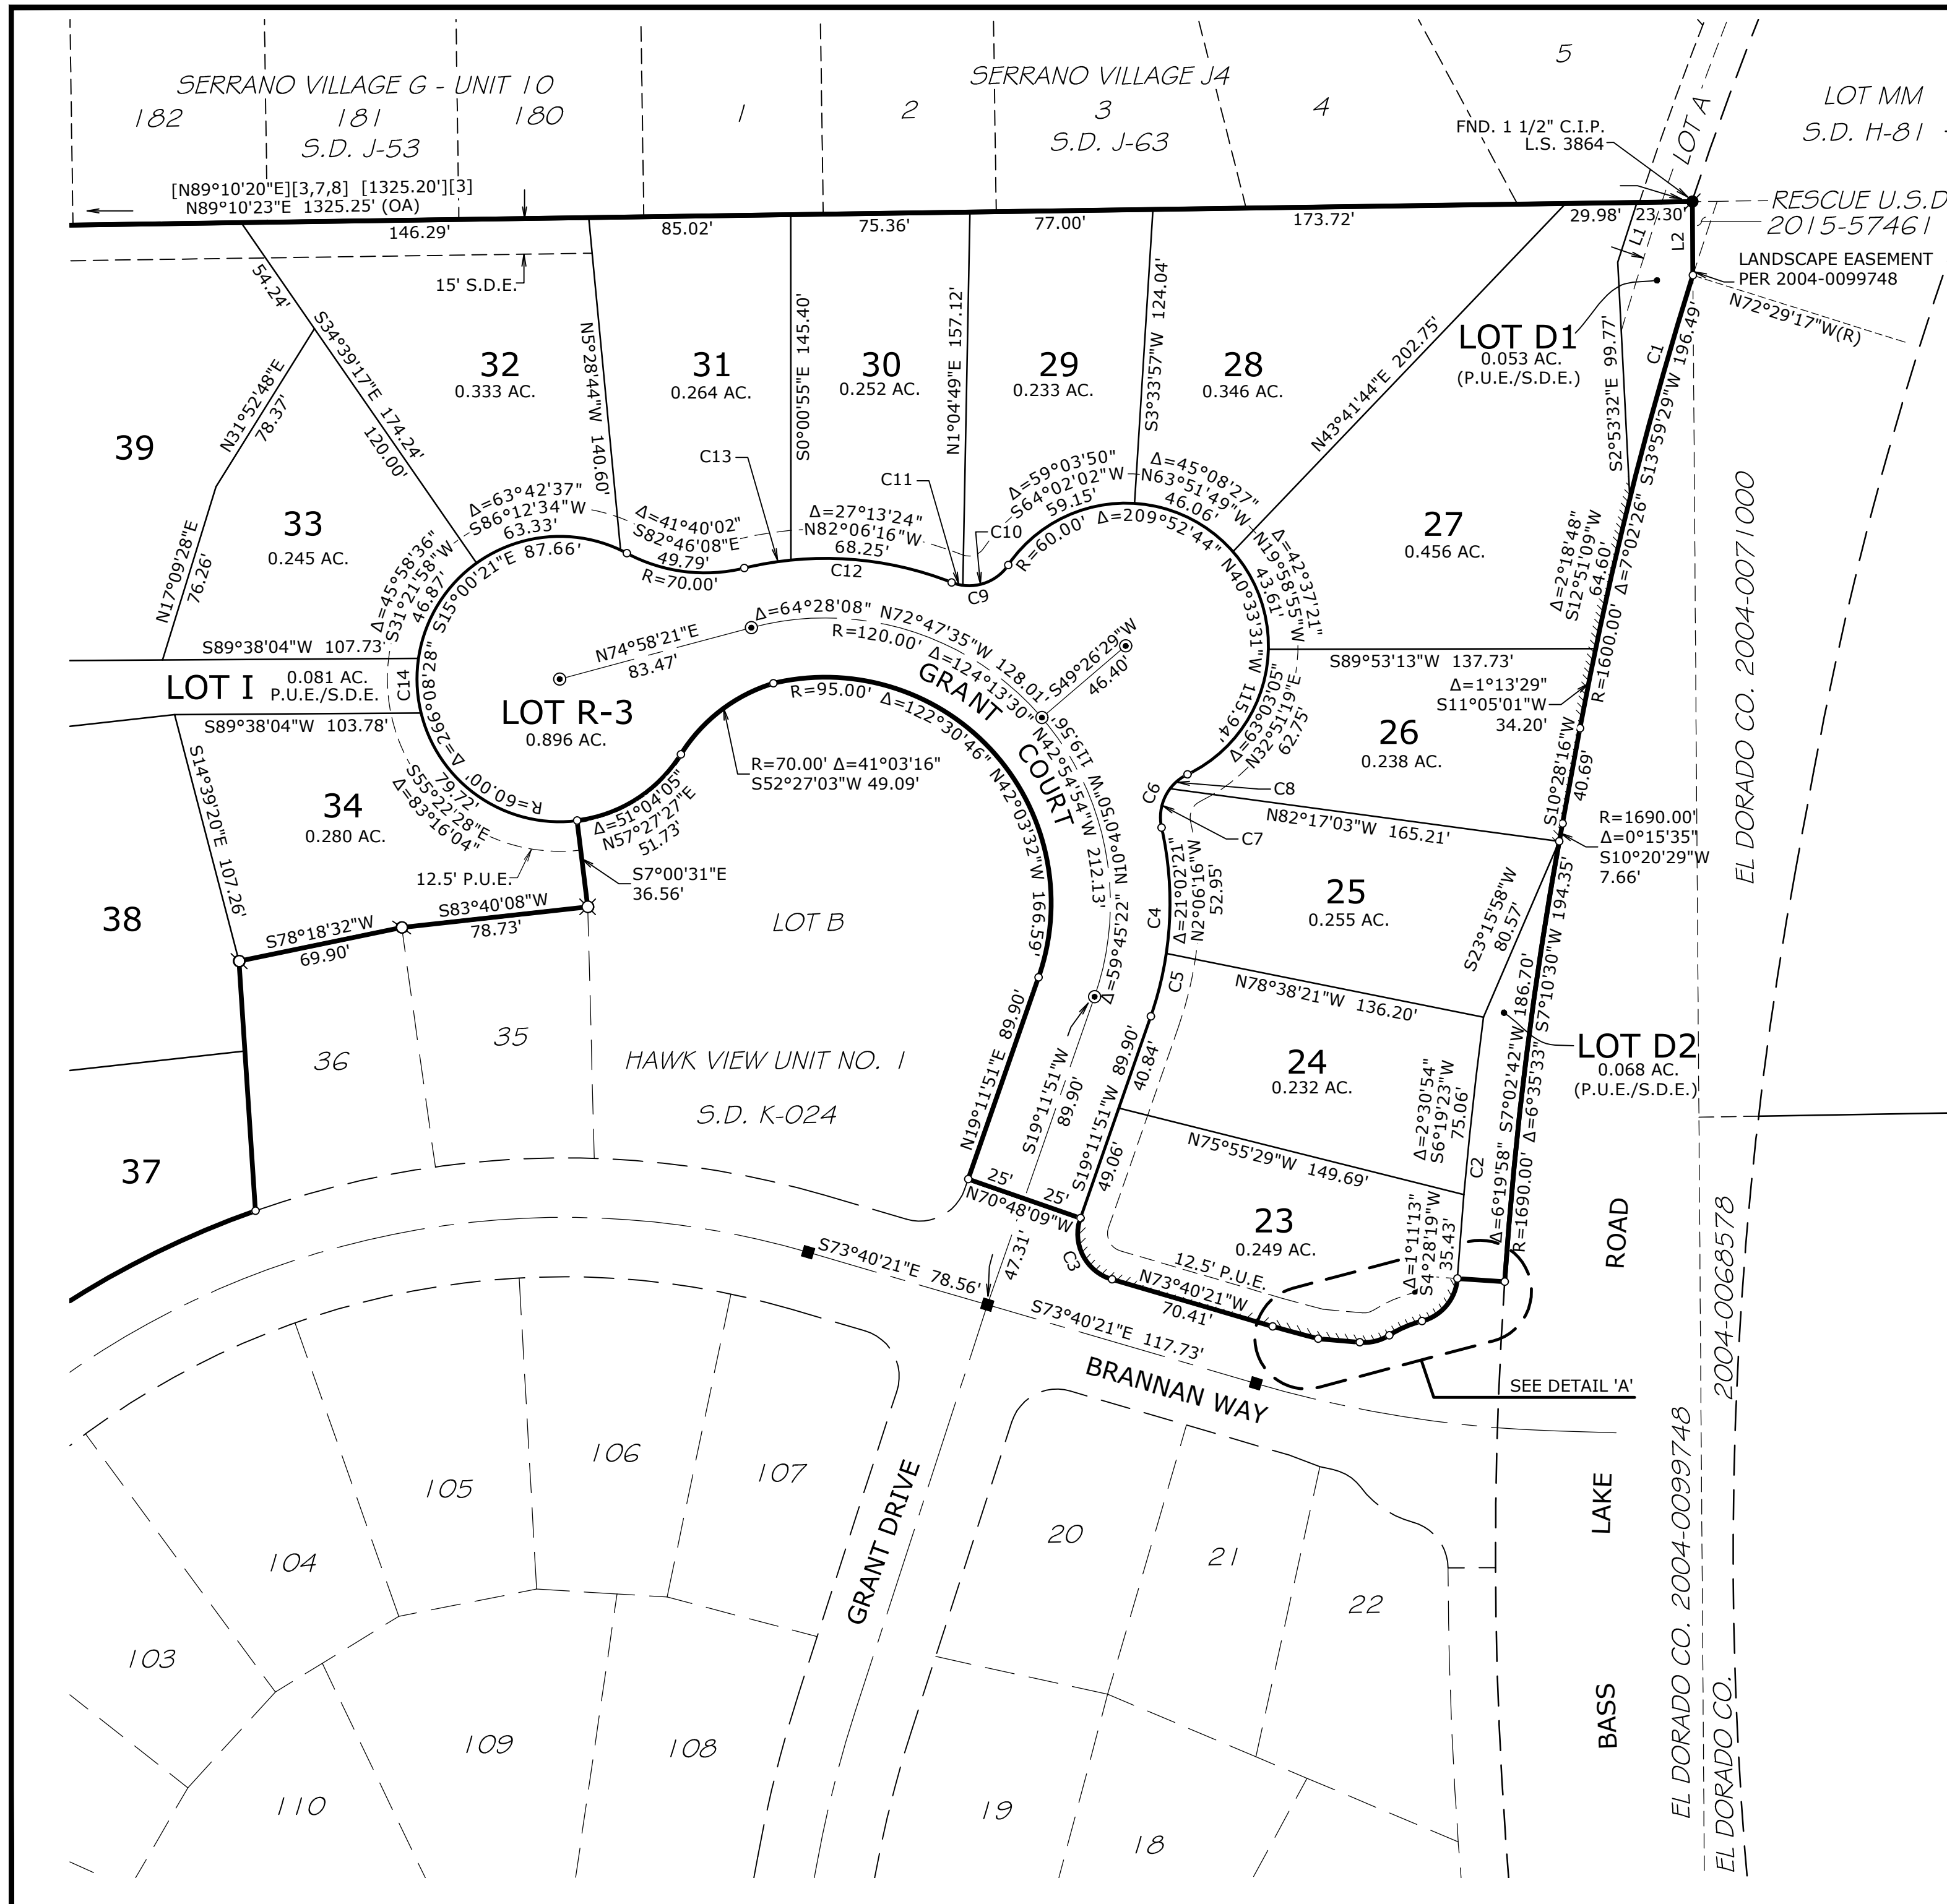 SERRANO VILLAGE G - UNIT 10
182
181
180
S.D. J-53
SERRANO VILLAGE J4
1
2
3
4
5
S.D. J-63
LOT A
LOT MM
S.D. H-81
FND. 1 1/2" C.I.P.
L.S. 3864
RESCUE U.S.D
2015-57461
[N89°10'20"E][3,7,8] [1325.20'][3]
N89°10'23"E 1325.25' (OA)
146.29'
85.02'
75.36'
77.00'
173.72'
29.98'
23.30'
L1
L2
15' S.D.E.
LANDSCAPE EASEMENT
PER 2004-0099748
N72°29'17"W(R)
54.24'
S34°39'17"E 174.24'
120.00'
N31°52'48"E
78.37'
N17°09'28"E
76.26'
N5°28'44"W 140.60'
S0°00'55"E 145.40'
N1°04'49"E 157.12'
S3°33'57"W 124.04'
N43°41'44"E 202.75'
S2°53'32"E 99.77'
C1
S13°59'29"W 196.49'
LOT D1
0.053 AC.
(P.U.E./S.D.E.)
39
33
0.245 AC.
32
0.333 AC.
31
0.264 AC.
30
0.252 AC.
29
0.233 AC.
28
0.346 AC.
27
0.456 AC.
C13
C11
C10
C12
C9
Δ=63°42'37"
S86°12'34"W
63.33'
S15°00'21"E 87.66'
Δ=45°58'36"
S31°21'58"W
46.87'
Δ=41°40'02"
S82°46'08"E
49.79'
R=70.00'
Δ=27°13'24"
N82°06'16"W
68.25'
Δ=59°03'50"
S64°02'02"W
59.15'
Δ=45°08'27"
N63°51'49"W
46.06'
R=60.00' Δ=209°52'44"
N40°33'31"W 115.94'
Δ=42°37'21"
N19°58'55"W
43.61'
Δ=63°03'05"
N32°51'19"E
62.75'
Δ=2°18'48"
S12°51'09"W
64.60'
R=1600.00' Δ=7°02'26"
S89°53'13"W 137.73'
Δ=1°13'29"
S11°05'01"W
34.20'
26
0.238 AC.
S10°28'16"W
40.69'
R=1690.00'
Δ=0°15'35"
S10°20'29"W
7.66'
N82°17'03"W 165.21'
C6
C8
C7
S89°38'04"W 107.73'
LOT I
0.081 AC.
P.U.E./S.D.E.
C14
S89°38'04"W 103.78'
R=60.00' Δ=266°08'28"
79.72'
S55°22'28"E
Δ=83°16'04"
34
0.280 AC.
S14°39'20"E 107.26'
12.5' P.U.E.
LOT R-3
0.896 AC.
N74°58'21"E
83.47'
Δ=64°28'08" N72°47'35"W 128.01'
R=120.00' Δ=124°13'30" N42°54'54"W 212.13'
S49°26'29"W
46.40'
Δ=59°45'22" N10°40'50"W 119.56'
GRANT
COURT
R=95.00' Δ=122°30'46" N42°03'32"W 166.59'
R=70.00' Δ=41°03'16"
S52°27'03"W 49.09'
Δ=51°04'05"
N57°27'27"E
51.73'
S7°00'31"E
36.56'
S83°40'08"W
78.73'
S78°18'32"W
69.90'
38
37
36
35
LOT B
HAWK VIEW UNIT NO. 1
S.D. K-024
Δ=21°02'21"
N2°06'16"W
52.95'
C4
C5
25
0.255 AC.
S23°15'58"W
80.57'
N78°38'21"W 136.20'
24
0.232 AC.
N19°11'51"E 89.90'
S19°11'51"W
89.90'
S19°11'51"W 89.90'
40.84'
49.06'
N75°55'29"W 149.69'
23
0.249 AC.
Δ=2°30'54"
S6°19'23"W
75.06'
C2
Δ=1°11'13"
S4°28'19"W
35.43'
Δ=6°19'58" S7°02'42"W 186.70'
R=1690.00' Δ=6°35'33" S7°10'30"W 194.35'
LOT D2
0.068 AC.
(P.U.E./S.D.E.)
25'
25'
N70°48'09"W
47.31'
C3
12.5' P.U.E.
N73°40'21"W
70.41'
S73°40'21"E 78.56'
S73°40'21"E 117.73'
BRANNAN WAY
GRANT DRIVE
SEE DETAIL 'A'
BASS LAKE ROAD
EL DORADO CO. 2004-0071000
EL DORADO CO. 2004-0099748
EL DORADO CO. 2004-0068578
103
104
105
106
107
108
109
110
18
19
20
21
22